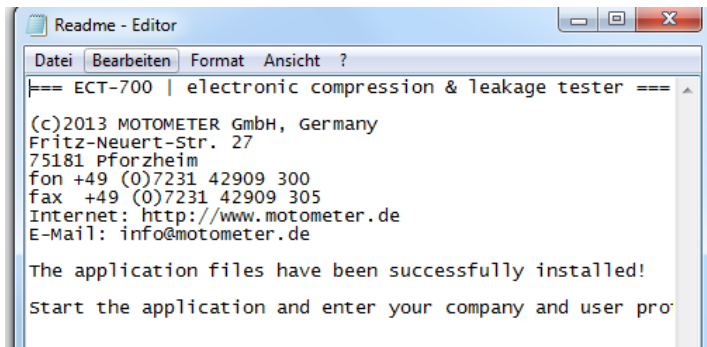 Readme - Editor
Datei Bearbeiten Format Ansicht ?
=== ECT-700 | electronic compression & leakage tester ===
(c)2013 MOTOMETER GmbH, Germany
Fritz-Neuert-Str. 27
75181 Pforzheim
fon +49 (0)7231 42909 300
fax  +49 (0)7231 42909 305
Internet: http://www.motometer.de
E-Mail: info@motometer.de
The application files have been successfully installed!
Start the application and enter your company and user